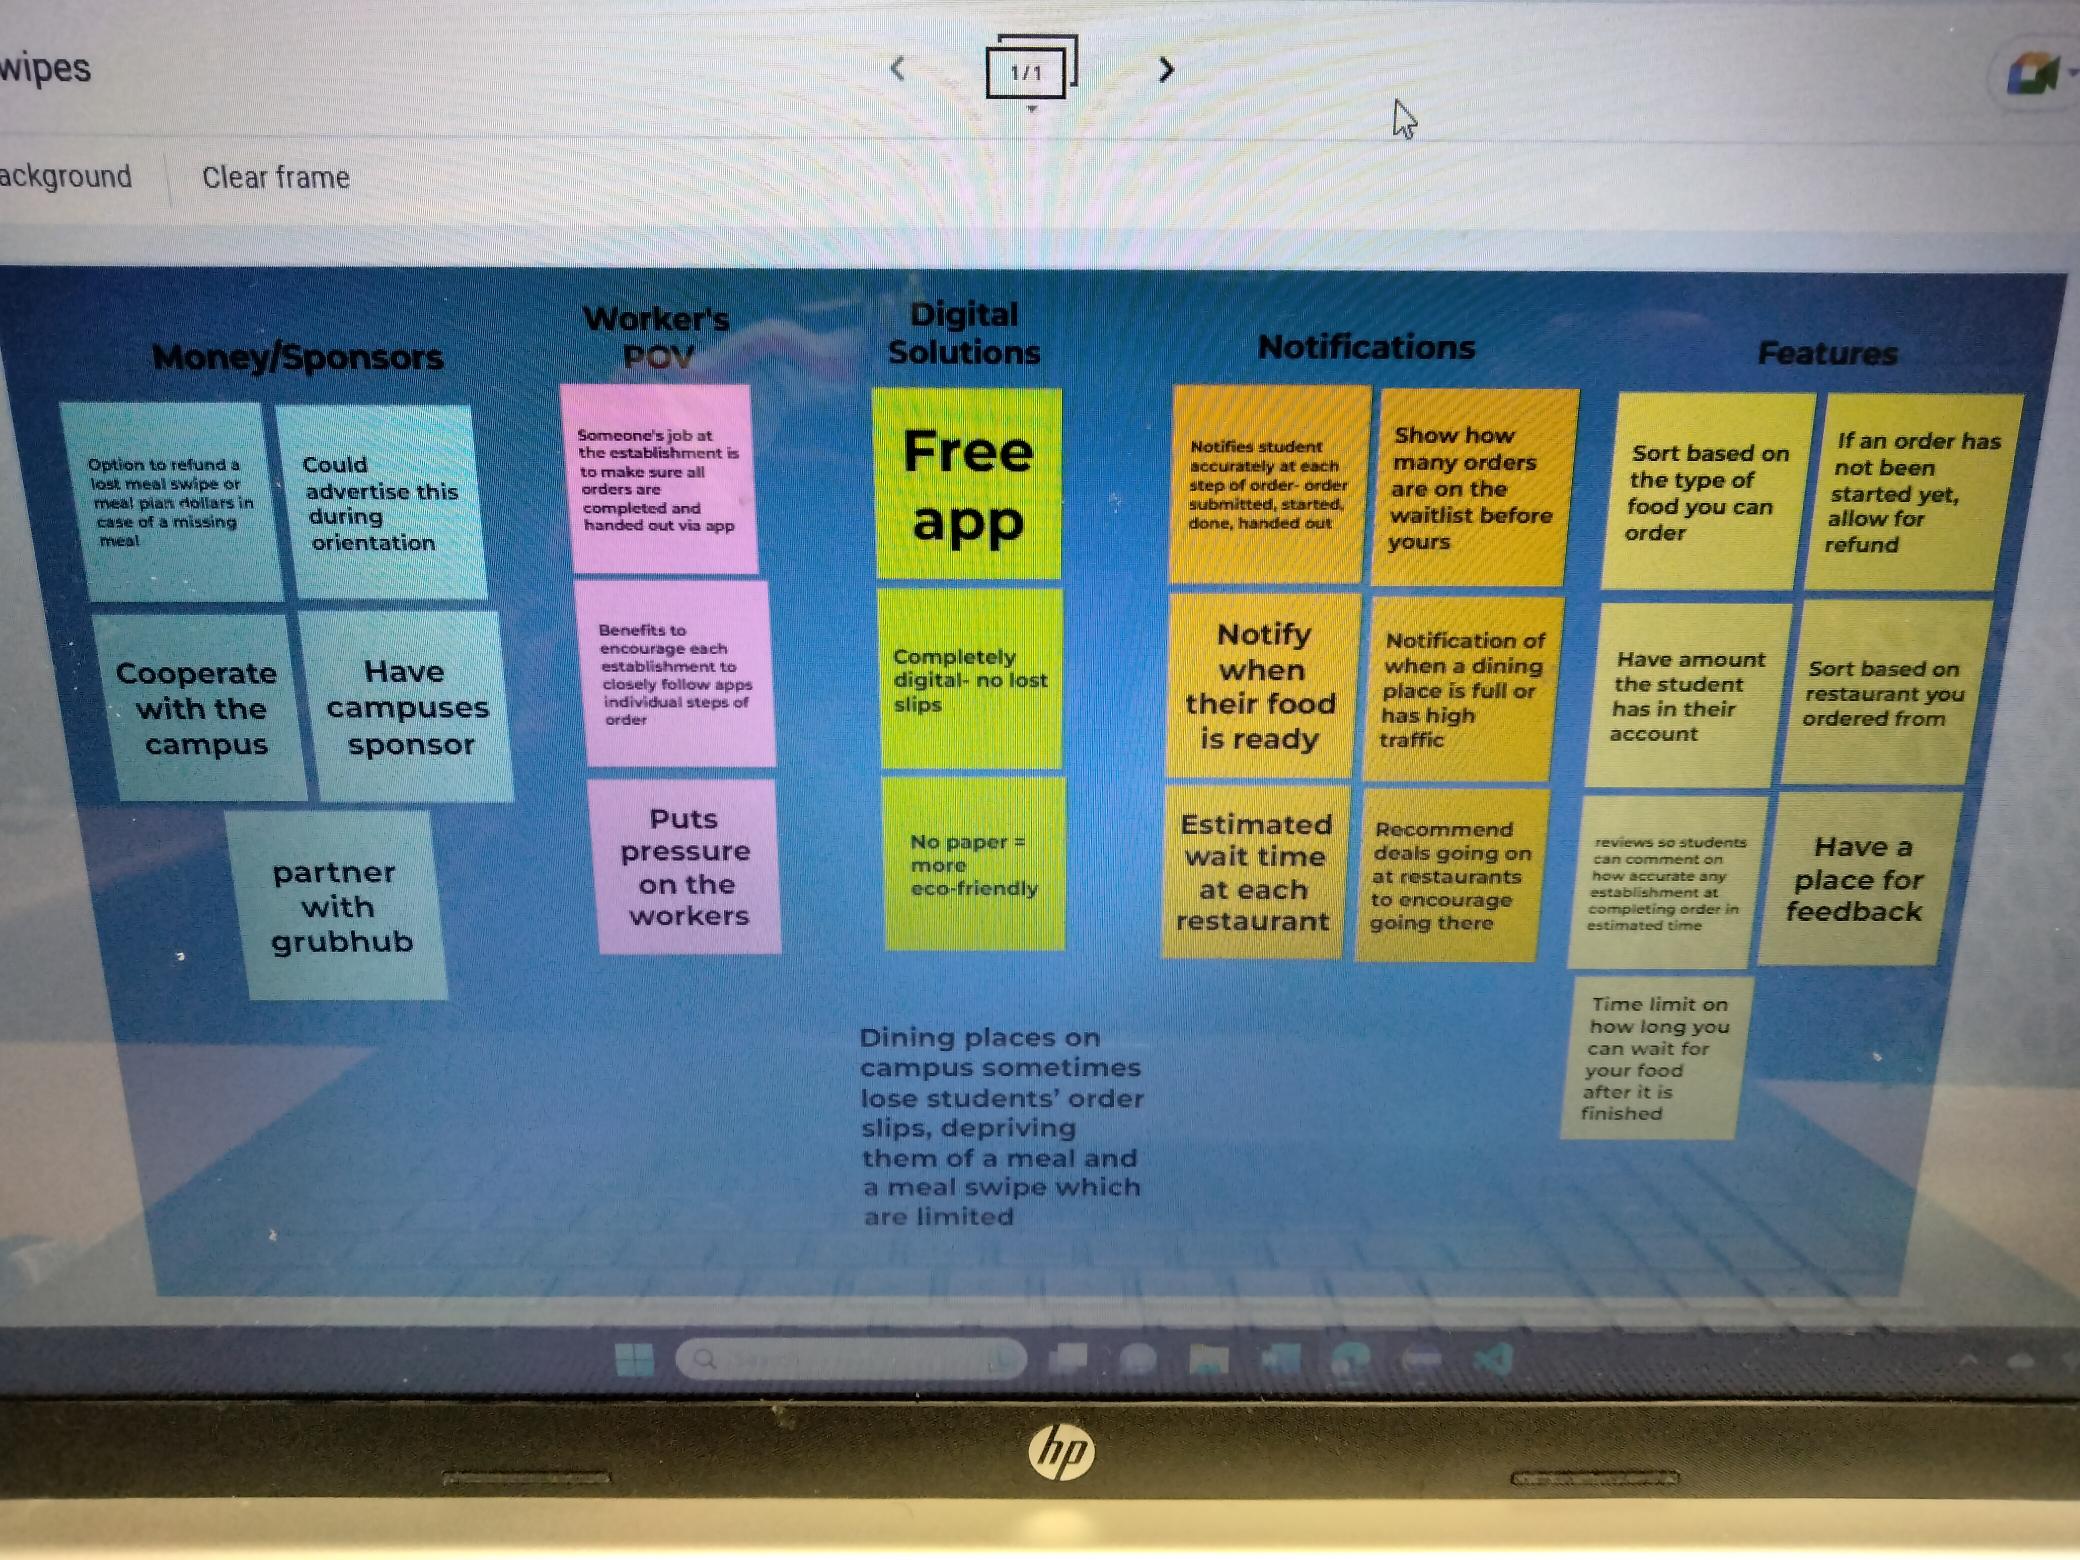 wipes
1/1
ackground
Clear frame
Money/Sponsors
Option to refund a
lost meal swipe or
meal plan dollars in
case of a missing
meal
Could
advertise this
during
orientation
Cooperate
with the
campus
Have
campuses
sponsor
partner
with
grubhub
Worker's
POV
Someone's job at
the establishment is
to make sure all
orders are
completed and
handed out via app
Benefits to
encourage each
establishment to
closely follow apps
individual steps of
order
Puts
pressure
on the
workers
Digital
Solutions
Free
app
Completely
digital- no lost
slips
No paper =
more
eco-friendly
Notifications
Notifies student
accurately at each
step of order- order
submitted, started,
done, handed out
Show how
many orders
are on the
waitlist before
yours
Notify
when
their food
is ready
Notification of
when a dining
place is full or
has high
traffic
Estimated
wait time
at each
restaurant
Recommend
deals going on
at restaurants
to encourage
going there
Features
Sort based on
the type of
food you can
order
If an order has
not been
started yet,
allow for
refund
Have amount
the student
has in their
account
Sort based on
restaurant you
ordered from
reviews so students
can comment on
how accurate any
establishment at
completing order in
estimated time
Have a
place for
feedback
Time limit on
how long you
can wait for
your food
after it is
finished
Dining places on
campus sometimes
lose students' order
slips, depriving
them of a meal and
a meal swipe which
are limited
Search
hp